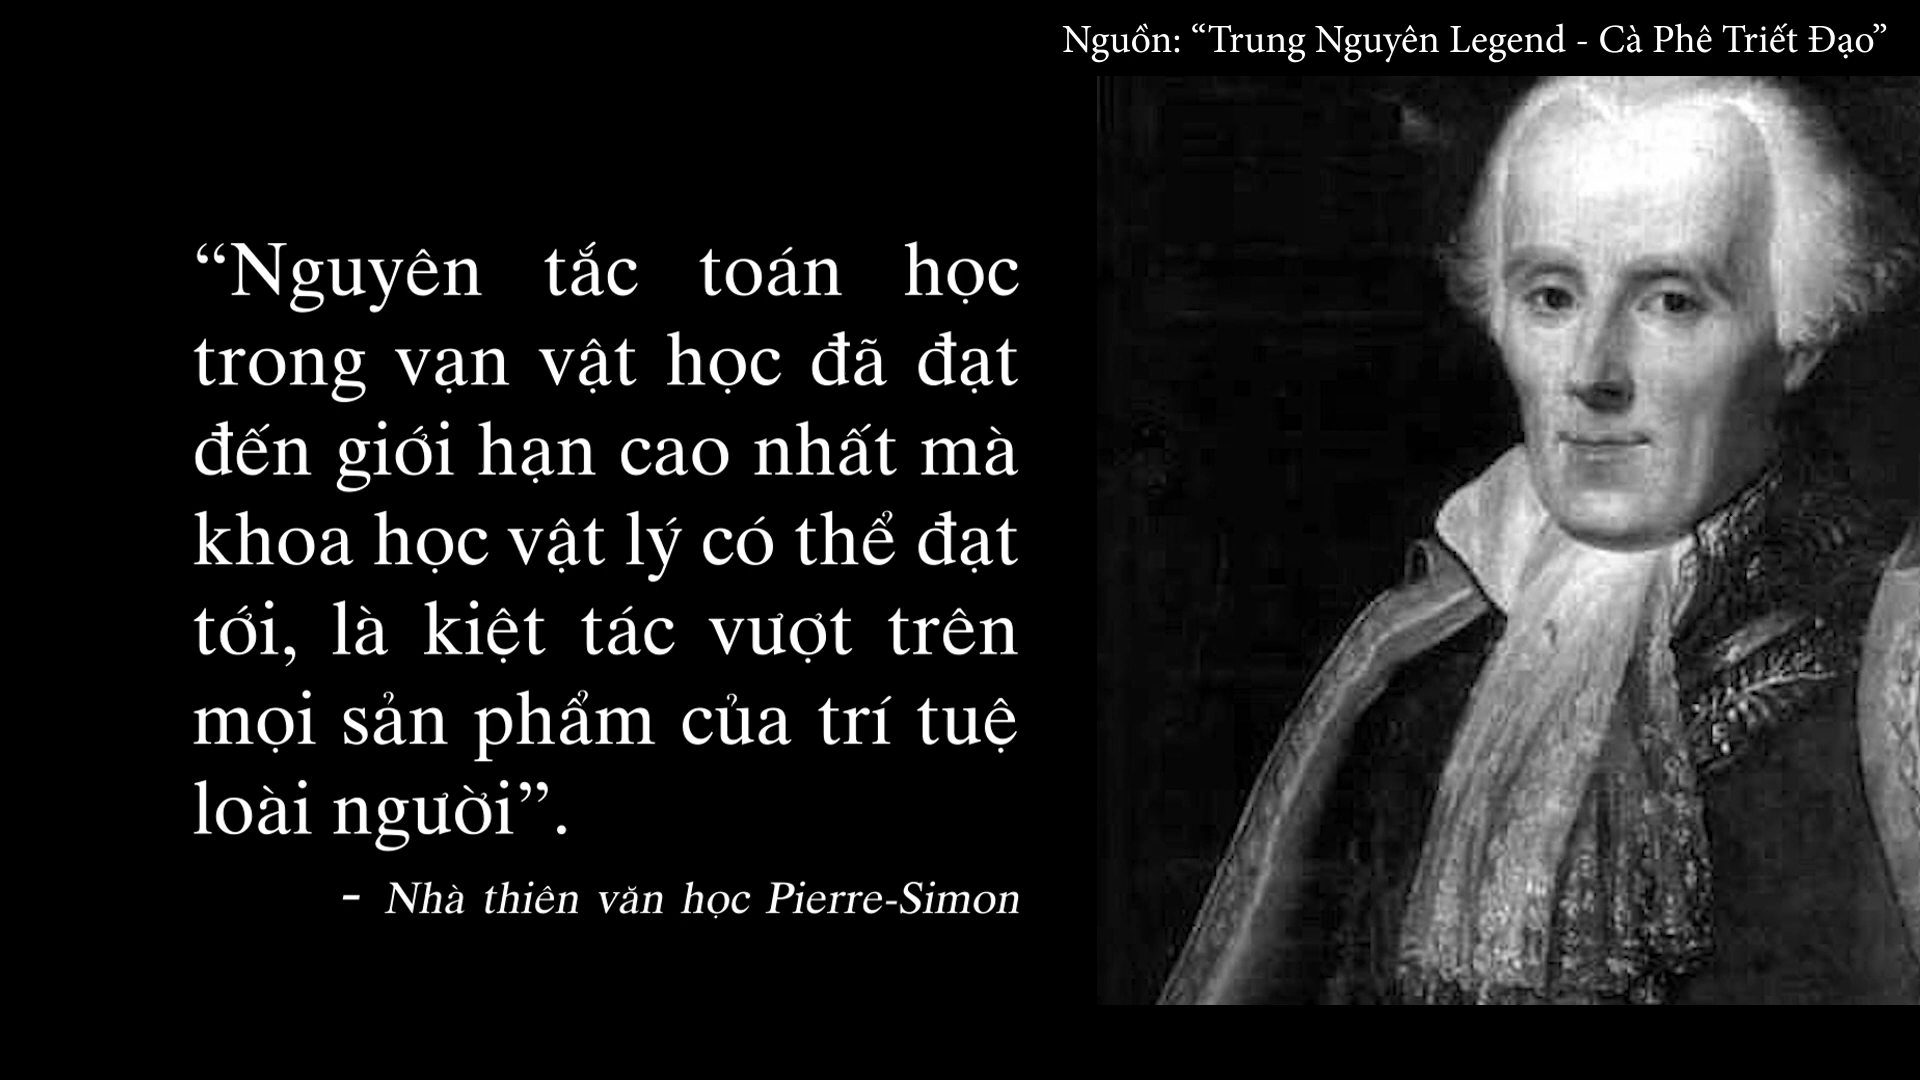 Nguồn: “Trung Nguyên Legend - Cà Phê Triết Đạo”
“Nguyên tắc toán học
trong vạn vật học đã đạt
đến giới hạn cao nhất mà
khoa học vật lý có thể đạt
tới, là kiệt tác vượt trên
mọi sản phẩm của trí tuệ
loài người”.
- Nhà thiên văn học Pierre-Simon